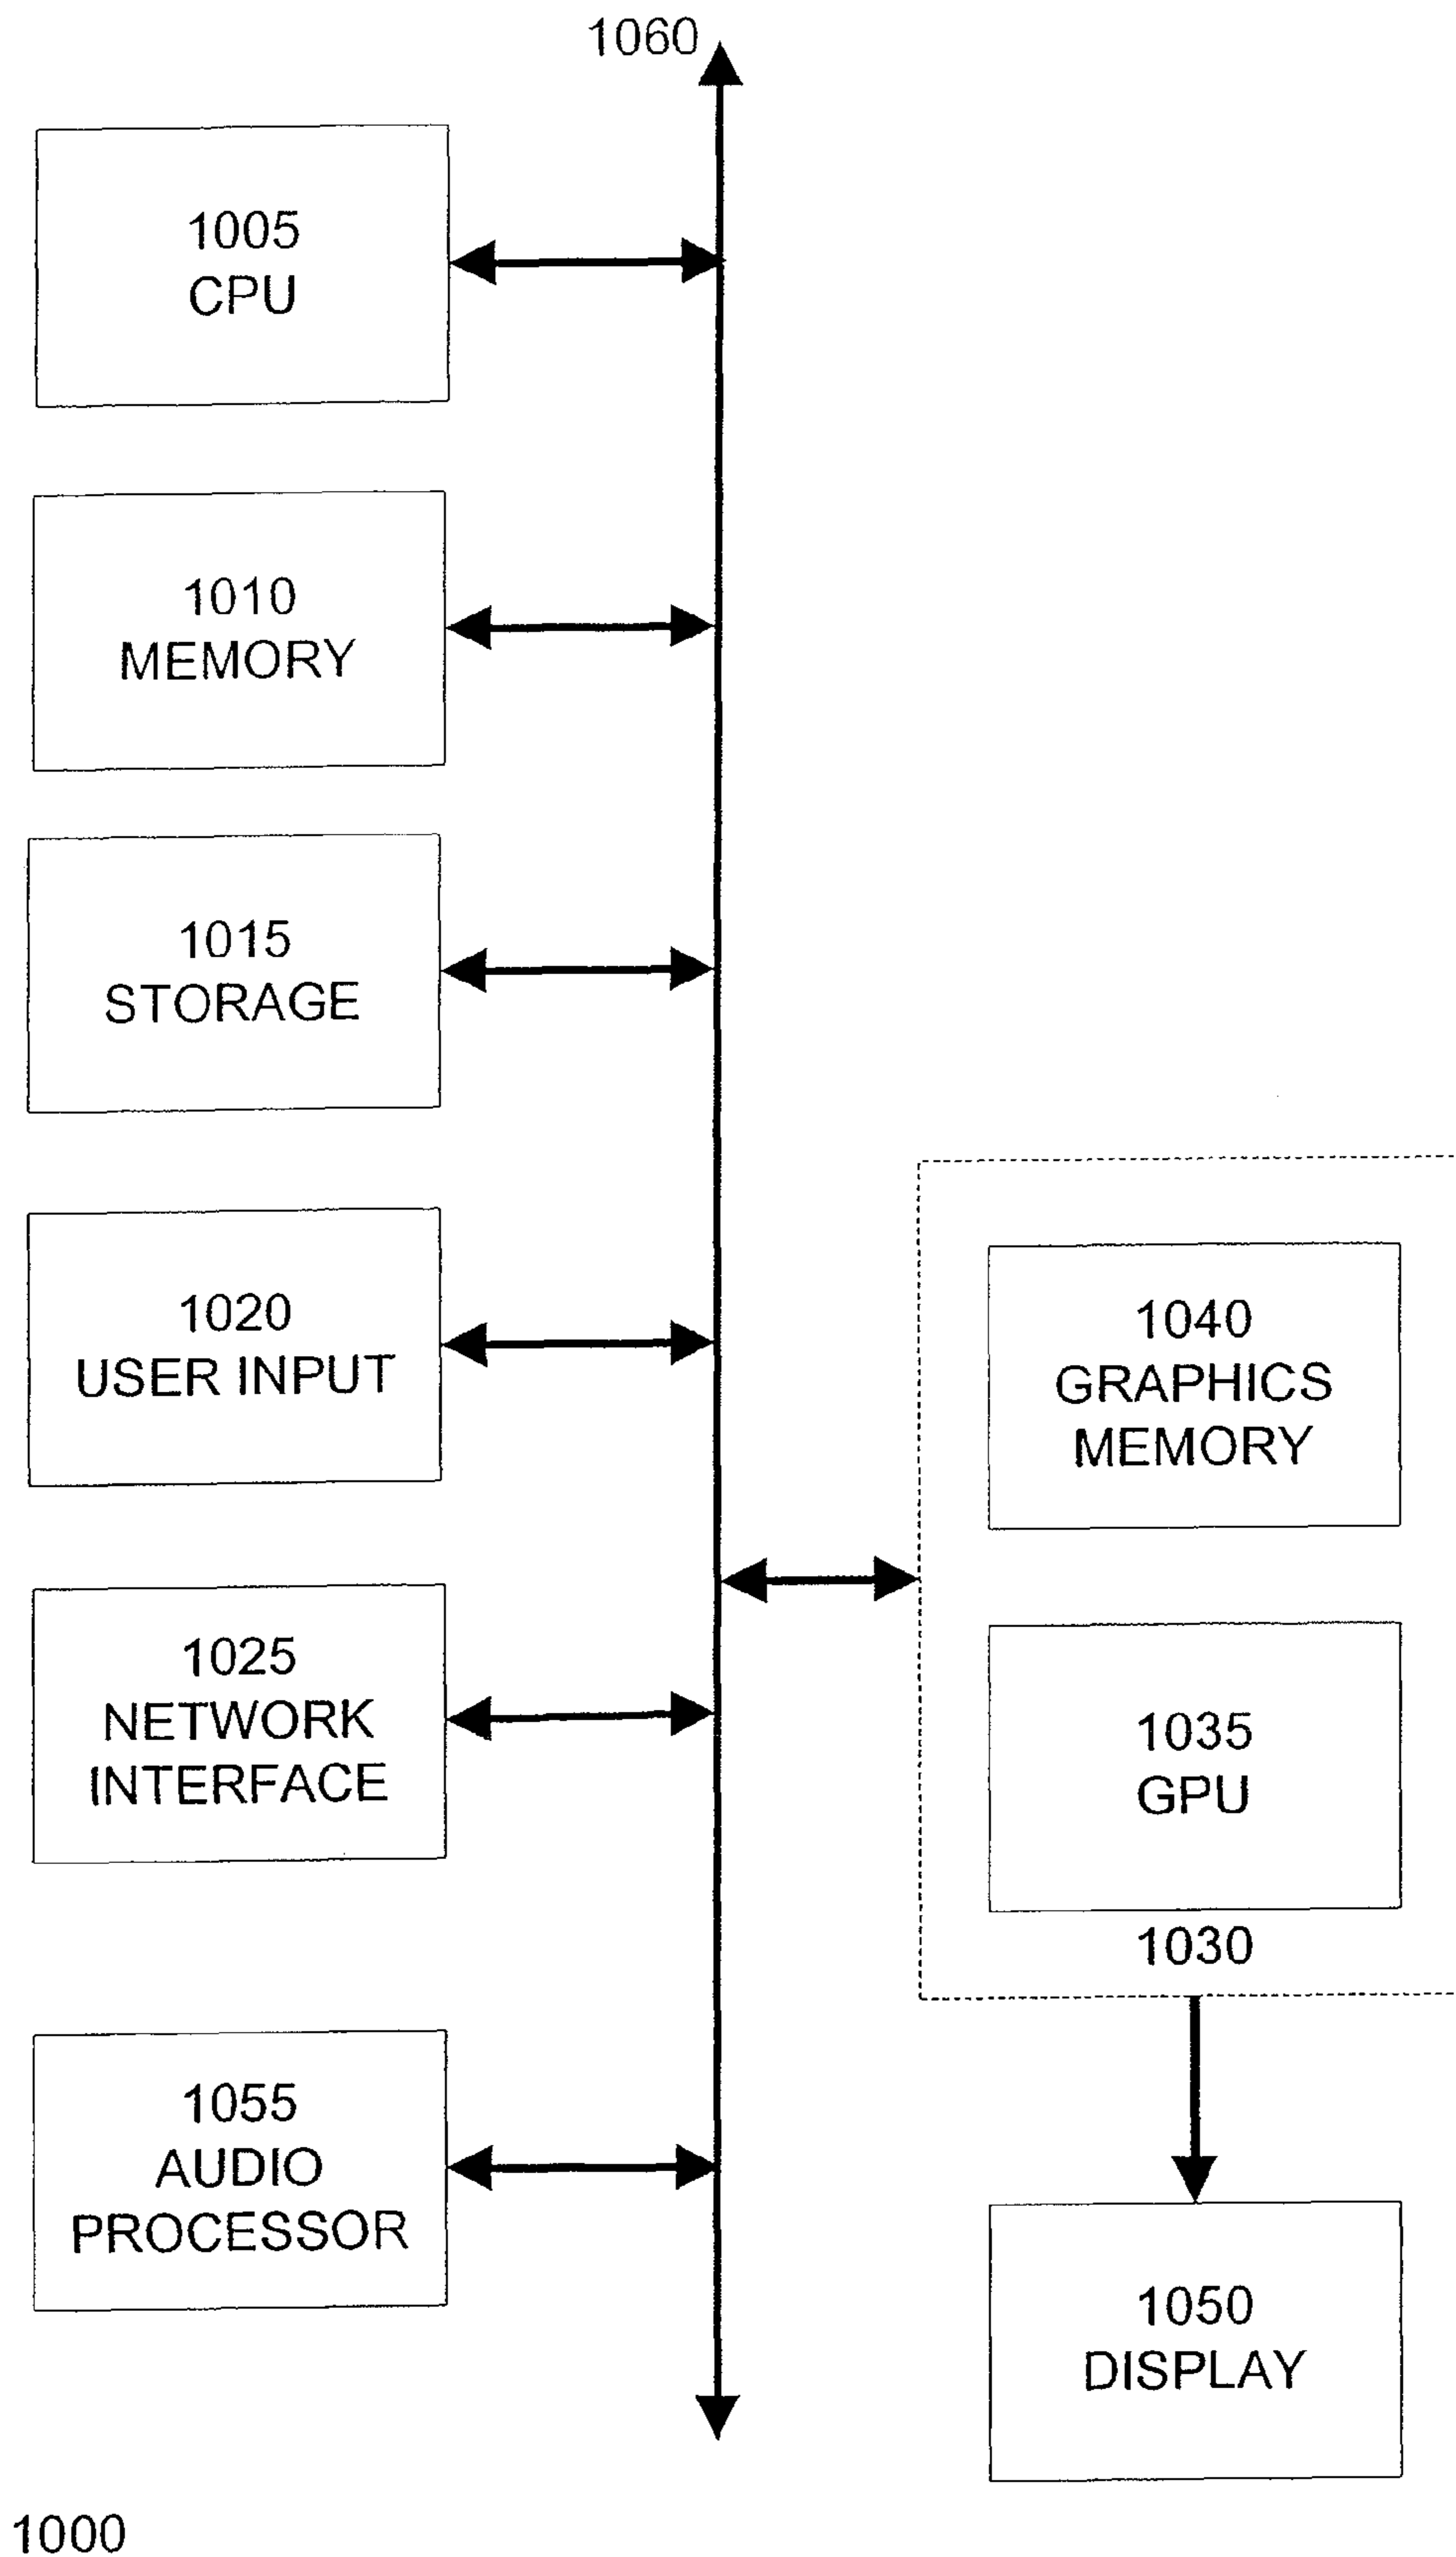 1060
1005
CPU
1010
MEMORY
1015
STORAGE
1020
USER INPUT
1025
NETWORK
INTERFACE
1055
AUDIO
PROCESSOR
1040
GRAPHICS
MEMORY
1035
GPU
1030
1050
DISPLAY
1000